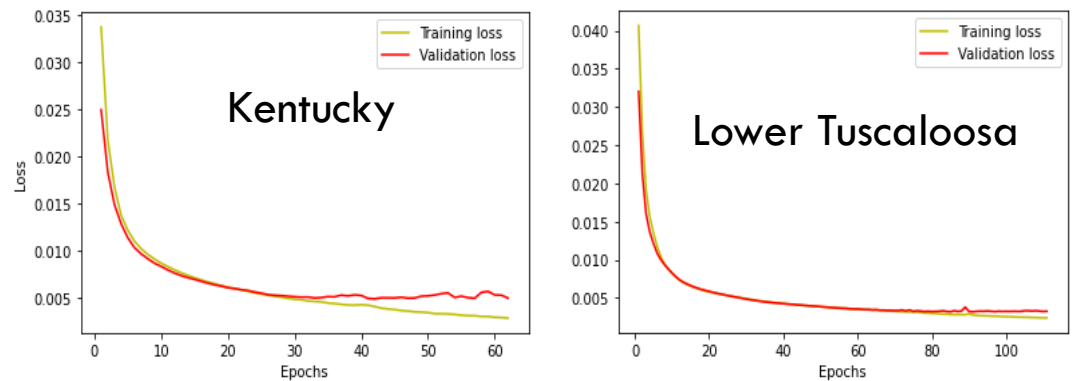 0.035
0.030
0.025
0.020
0.015
0.010
0.005
Loss
0 10 20 30 40 50 60
Epochs
Training loss
Validation loss
Kentucky
0.040
0.035
0.030
0.025
0.020
0.015
0.010
0.005
0 20 40 60 80 100
Epochs
Training loss
Validation loss
Lower Tuscaloosa